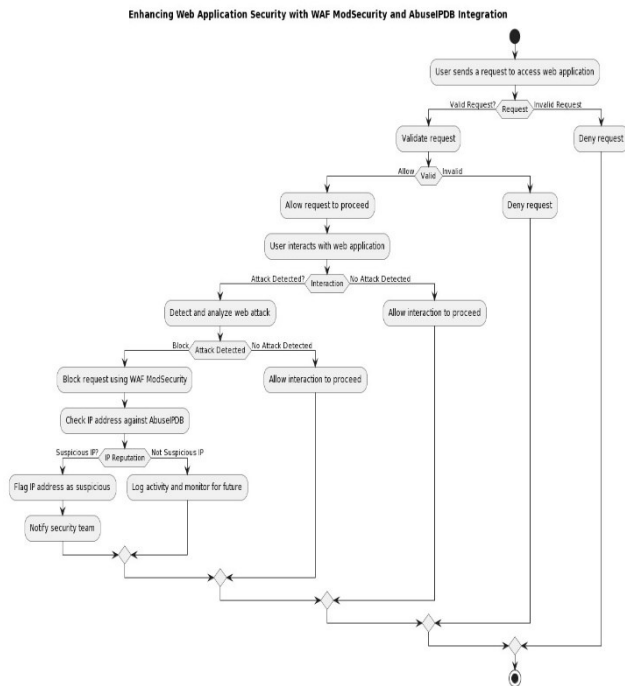 Enhancing Web Application Security with WAF ModSecurity and AbuseIPDB Integration
User sends a request to access web application
Valid Request?
Request
Invalid Request
Validate request
Deny request
Allow
Valid
Invalid
Allow request to proceed
Deny request
User interacts with web application
Attack Detected?
Interaction
No Attack Detected
Detect and analyze web attack
Allow interaction to proceed
Block
Attack Detected
No Attack Detected
Block request using WAF ModSecurity
Allow interaction to proceed
Check IP address against AbuseIPDB
Suspicious IP?
IP Reputation
Not Suspicious IP
Flag IP address as suspicious
Log activity and monitor for future
Notify security team